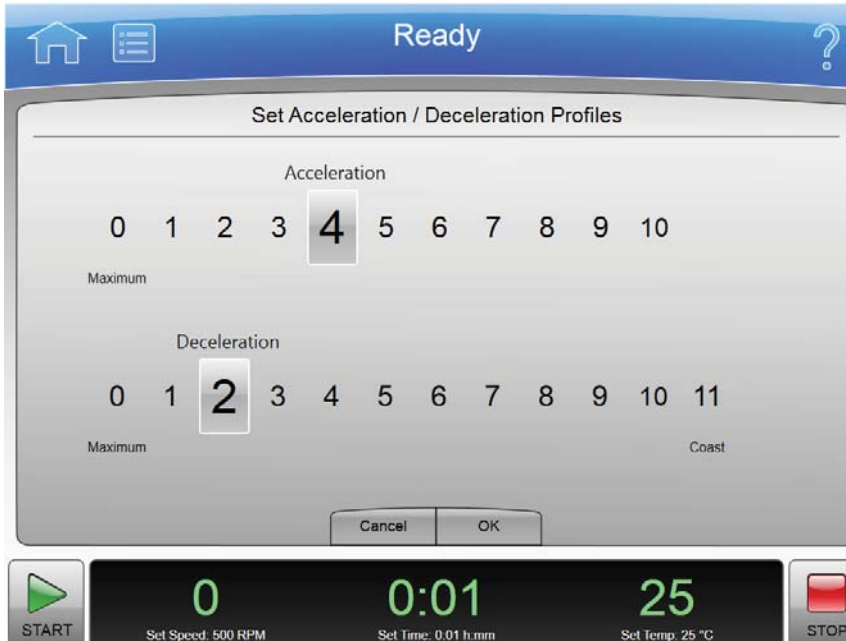 Ready
Set Acceleration / Deceleration Profiles
Acceleration
0 1 2 3 4 5 6 7 8 9 10
Maximum
Deceleration
0 1 2 3 4 5 6 7 8 9 10 11
Maximum Coast
Cancel OK
START
0 0:01 25
Set Speed: 500 RPM Set Time: 0:01 h:mm Set Temp: 25 °C
STOP